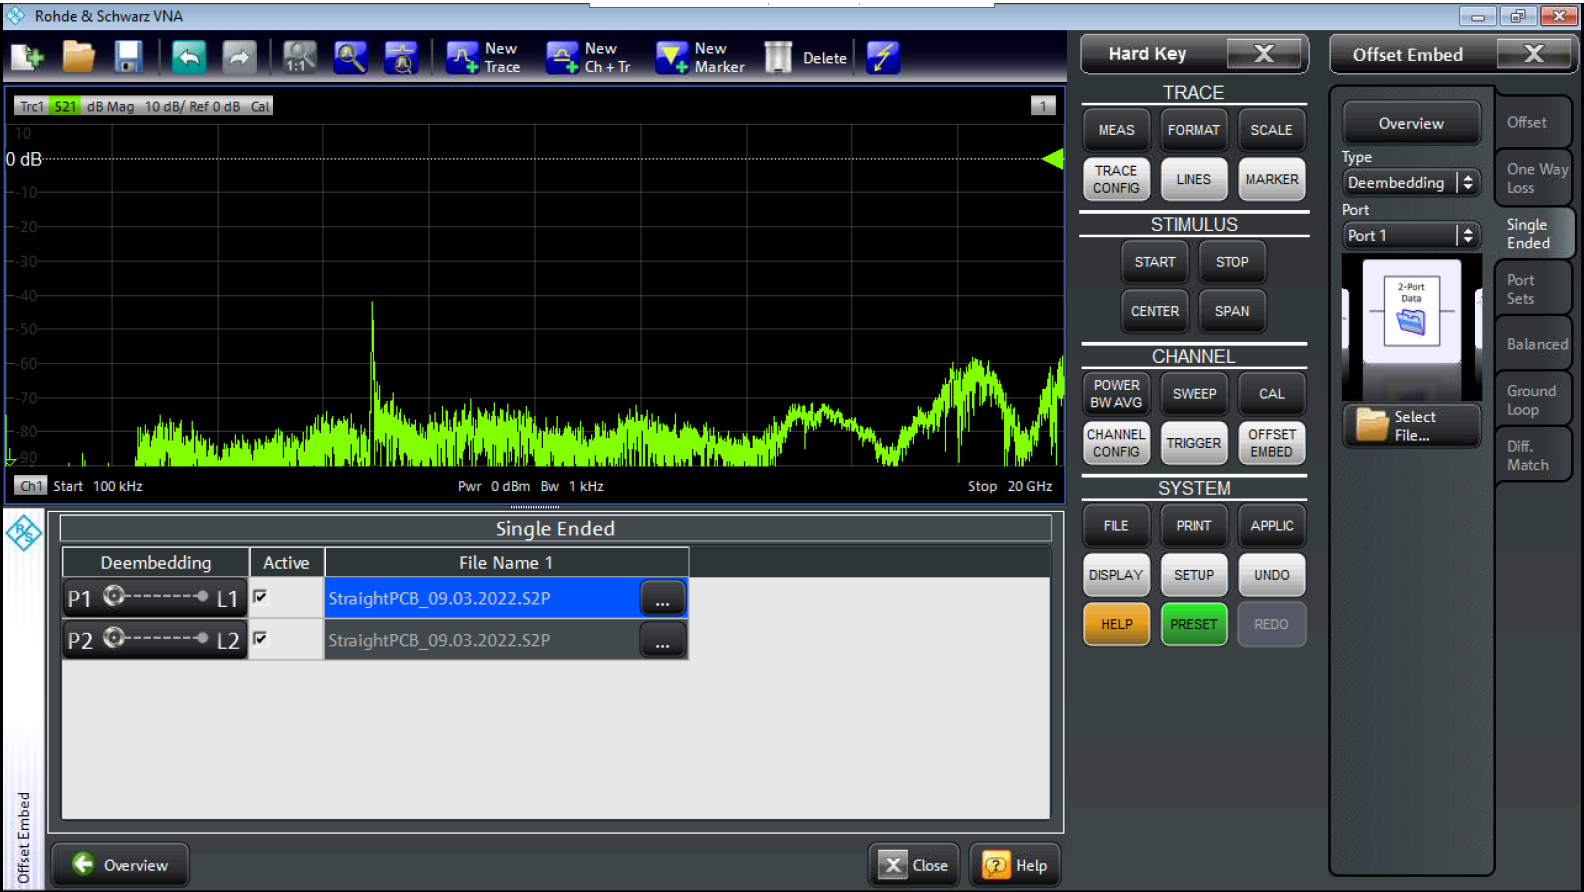 Rohde & Schwarz VNA
1:1
New Trace
New Ch + Tr
New Marker
Delete
Trc1 S21 dB Mag 10 dB/ Ref 0 dB Cal
1
10
0 dB
-10
-20
-30
-40
-50
-60
-70
-80
-90
Ch1 Start 100 kHz
Pwr 0 dBm Bw 1 kHz
Stop 20 GHz
Single Ended
Deembedding Active File Name 1
P1 L1 StraightPCB_09.03.2022.S2P ...
P2 L2 StraightPCB_09.03.2022.S2P ...
R/S
Offset Embed
Overview
Close
Help
Hard Key X
TRACE
MEAS FORMAT SCALE
TRACE CONFIG LINES MARKER
STIMULUS
START STOP
CENTER SPAN
CHANNEL
POWER BW AVG SWEEP CAL
CHANNEL CONFIG TRIGGER OFFSET EMBED
SYSTEM
FILE PRINT APPLIC
DISPLAY SETUP UNDO
HELP PRESET REDO
Offset Embed X
Overview
Type
Deembedding
Port
Port 1
2-Port
Data
Select
File...
Offset
One Way
Loss
Single
Ended
Port
Sets
Balanced
Ground
Loop
Diff.
Match